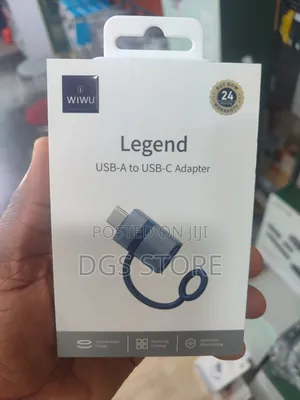 WiWU
24
Legend
USB-A to USB-C Adapter
POSTED ON JIJI
DGS STORE